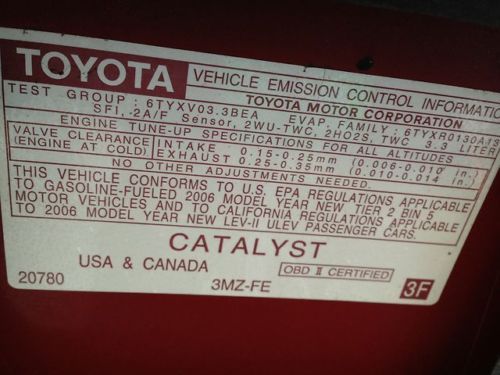 TOYOTA VEHICLE EMISSION CONTROL INFORMATI
TOYOTA MOTOR CORPORATION
TEST GROUP : 6TYXV03.3BEA EVAP. FAMILY : 6TYXR0130A13
SFI, 2A/F Sensor, 2WU-TWC, 2HO2S, TWC 3.3 LITER
ENGINE TUNE-UP SPECIFICATIONS FOR ALL ALTITUDES
VALVE CLEARANCE INTAKE 0.15-0.25mm (0.006-0.010 in.)
(ENGINE AT COLD) EXHAUST 0.25-0.35mm (0.010-0.014 in.)
NO OTHER ADJUSTMENTS NEEDED.
THIS VEHICLE CONFORMS TO U.S. EPA REGULATIONS APPLICABLE
TO GASOLINE-FUELED 2006 MODEL YEAR NEW TIER 2 BIN 5
MOTOR VEHICLES AND TO CALIFORNIA REGULATIONS APPLICABLE
TO 2006 MODEL YEAR NEW LEV-II ULEV PASSENGER CARS.
CATALYST
USA & CANADA OBD II CERTIFIED
20780 3MZ-FE 3F